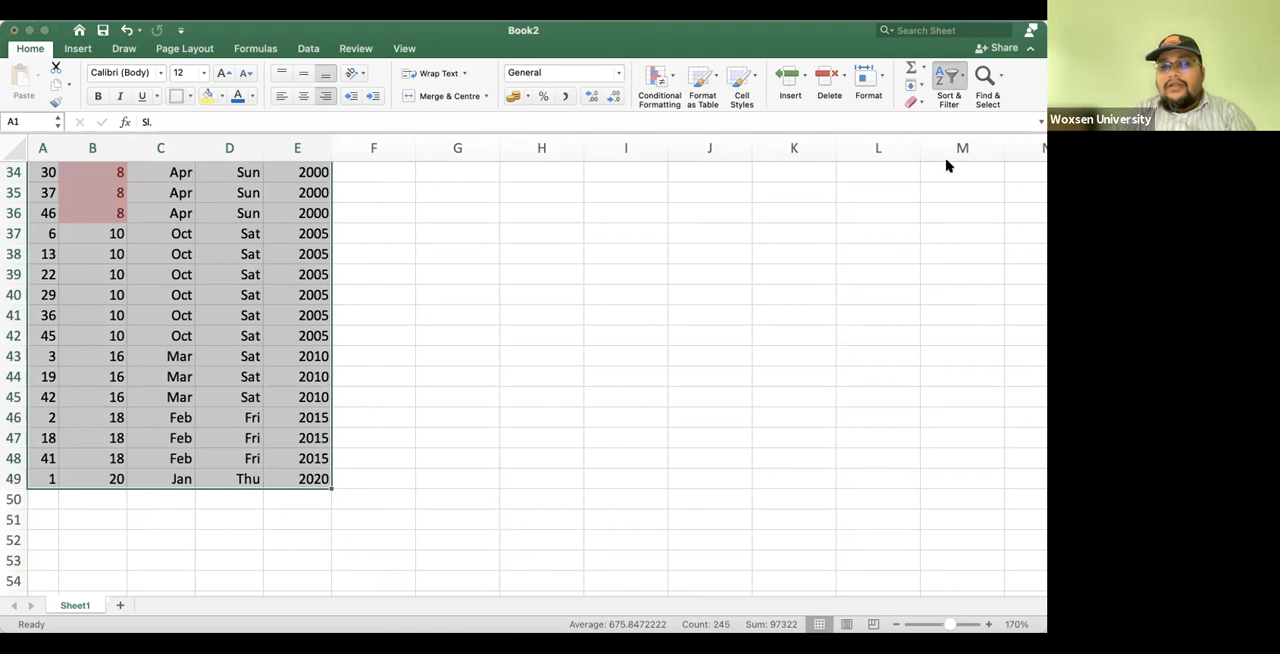 Book2
Search Sheet
Home Insert Draw Page Layout Formulas Data Review View
Share
Paste
Calibri (Body) 12
Wrap Text
General
B I U
Merge & Centre
Conditional Formatting
Format as Table
Cell Styles
Insert
Delete
Format
Sort & Filter
Find & Select
A1
fx Sl.
A B C D E F G H I J K L M N
34 30 8 Apr Sun 2000
35 37 8 Apr Sun 2000
36 46 8 Apr Sun 2000
37 6 10 Oct Sat 2005
38 13 10 Oct Sat 2005
39 22 10 Oct Sat 2005
40 29 10 Oct Sat 2005
41 36 10 Oct Sat 2005
42 45 10 Oct Sat 2005
43 3 16 Mar Sat 2010
44 19 16 Mar Sat 2010
45 42 16 Mar Sat 2010
46 2 18 Feb Fri 2015
47 18 18 Feb Fri 2015
48 41 18 Feb Fri 2015
49 1 20 Jan Thu 2020
50
51
52
53
54
Sheet1
Ready
Average: 675.8472222 Count: 245 Sum: 97322
170%
Woxsen University